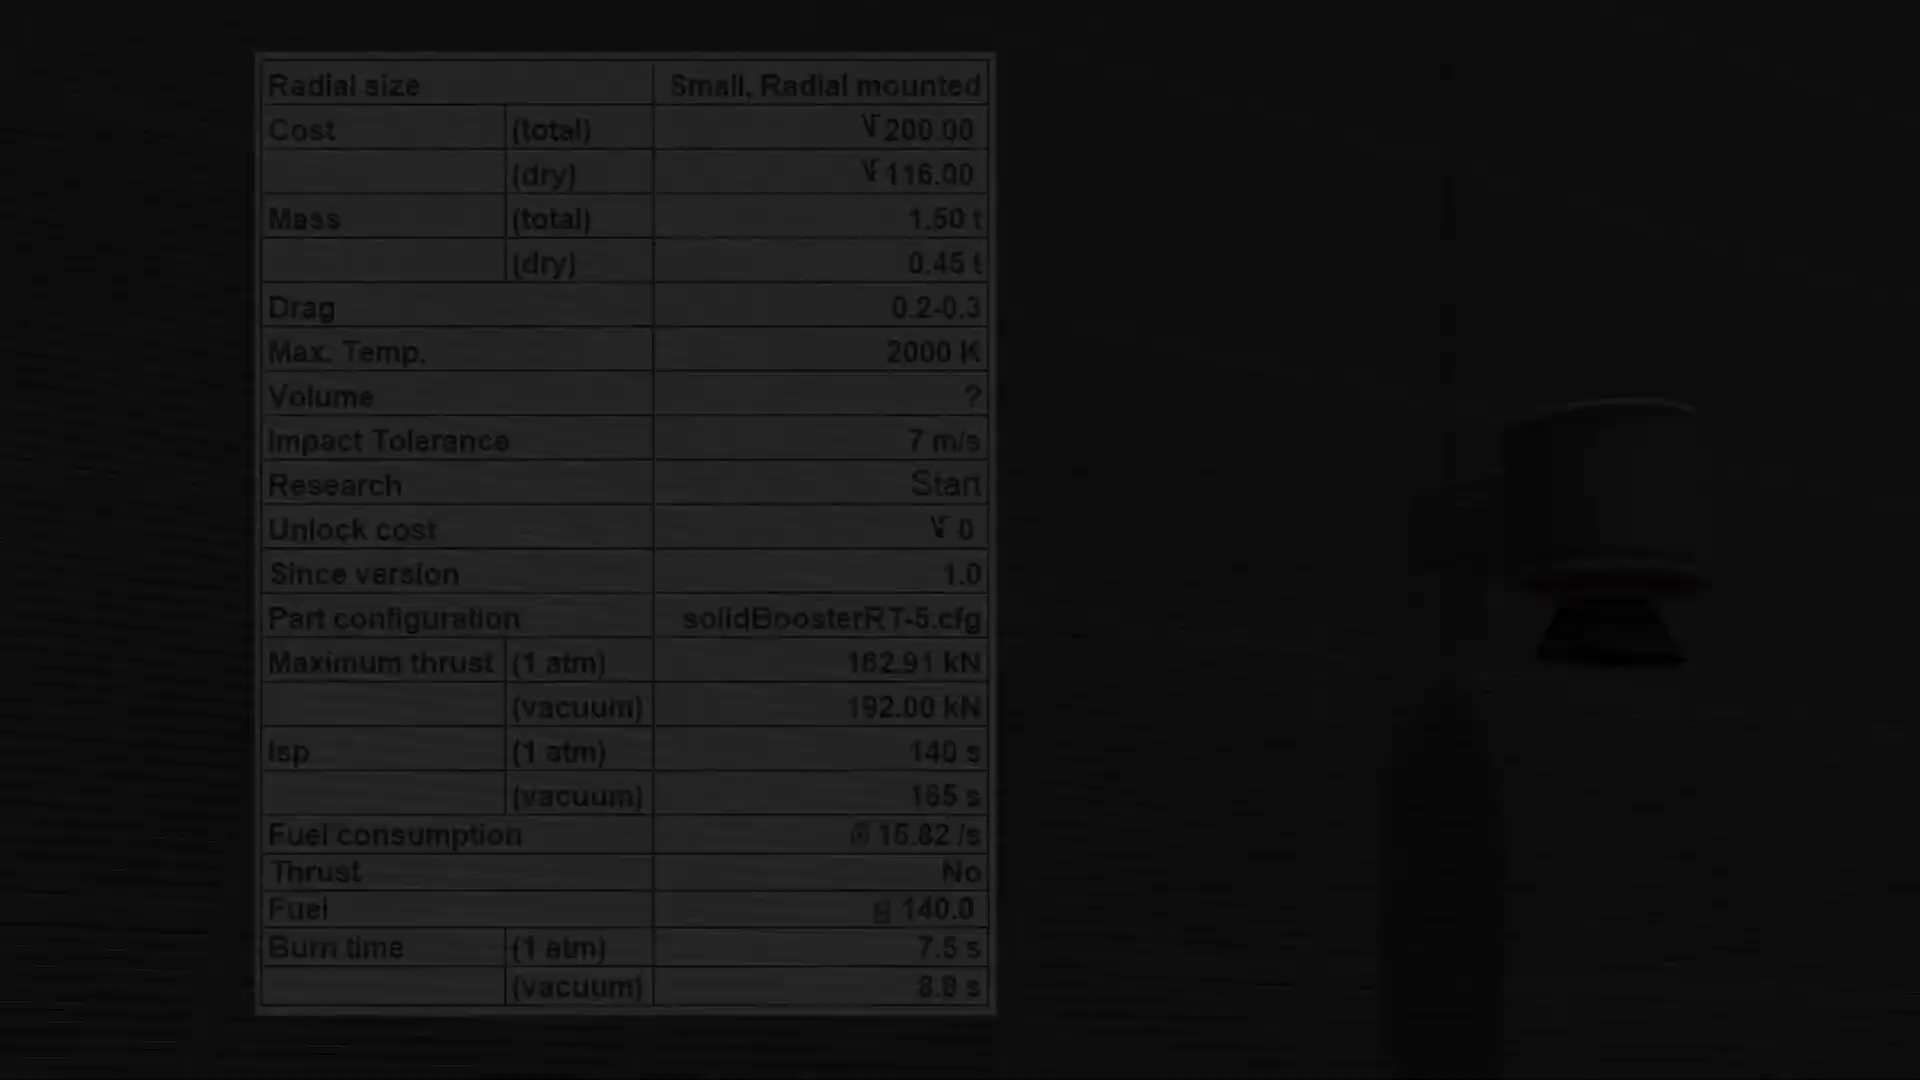 Radial size Small, Radial mounted
Cost (total) 200.00
(dry) 116.00
Mass (total) 1.50 t
(dry) 0.45 t
Drag 0.2-0.3
Max. Temp. 2000 K
Volume ?
Impact Tolerance 7 m/s
Research Start
Unlock cost 0
Since version 1.0
Part configuration solidBoosterRT-5.cfg
Maximum thrust (1 atm) 162.91 kN
(vacuum) 192.00 kN
Isp (1 atm) 140 s
(vacuum) 165 s
Fuel consumption 15.82 /s
Thrust No
Fuel 140.0
Burn time (1 atm) 7.5 s
(vacuum) 8.8 s